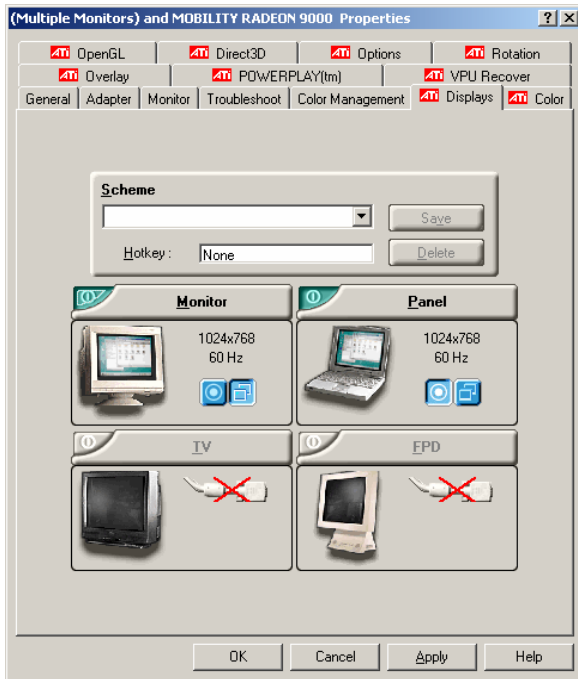 (Multiple Monitors) and MOBILITY RADEON 9000 Properties
ATI OpenGL ATI Direct3D ATI Options ATI Rotation
ATI Overlay ATI POWERPLAY(tm) ATI VPU Recover
General Adapter Monitor Troubleshoot Color Management ATI Displays ATI Color
Scheme
Save
Hotkey : None Delete
Monitor Panel
1024x768 1024x768
60 Hz 60 Hz
TV FPD
OK Cancel Apply Help